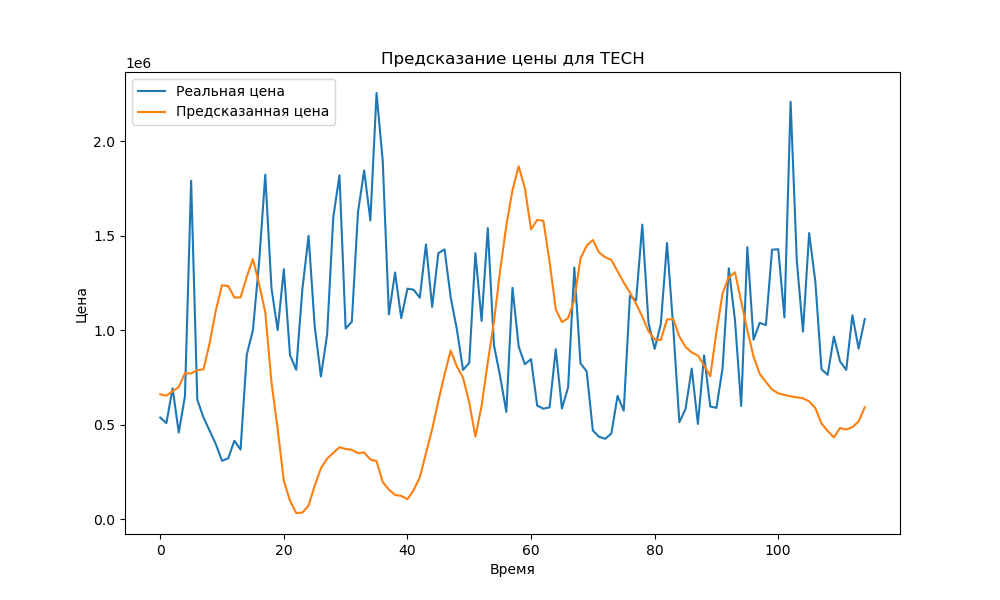 Предсказание цены для TECH
1e6
Реальная цена
Предсказанная цена
Цена
2.0
1.5
1.0
0.5
0.0
0 20 40 60 80 100
Время